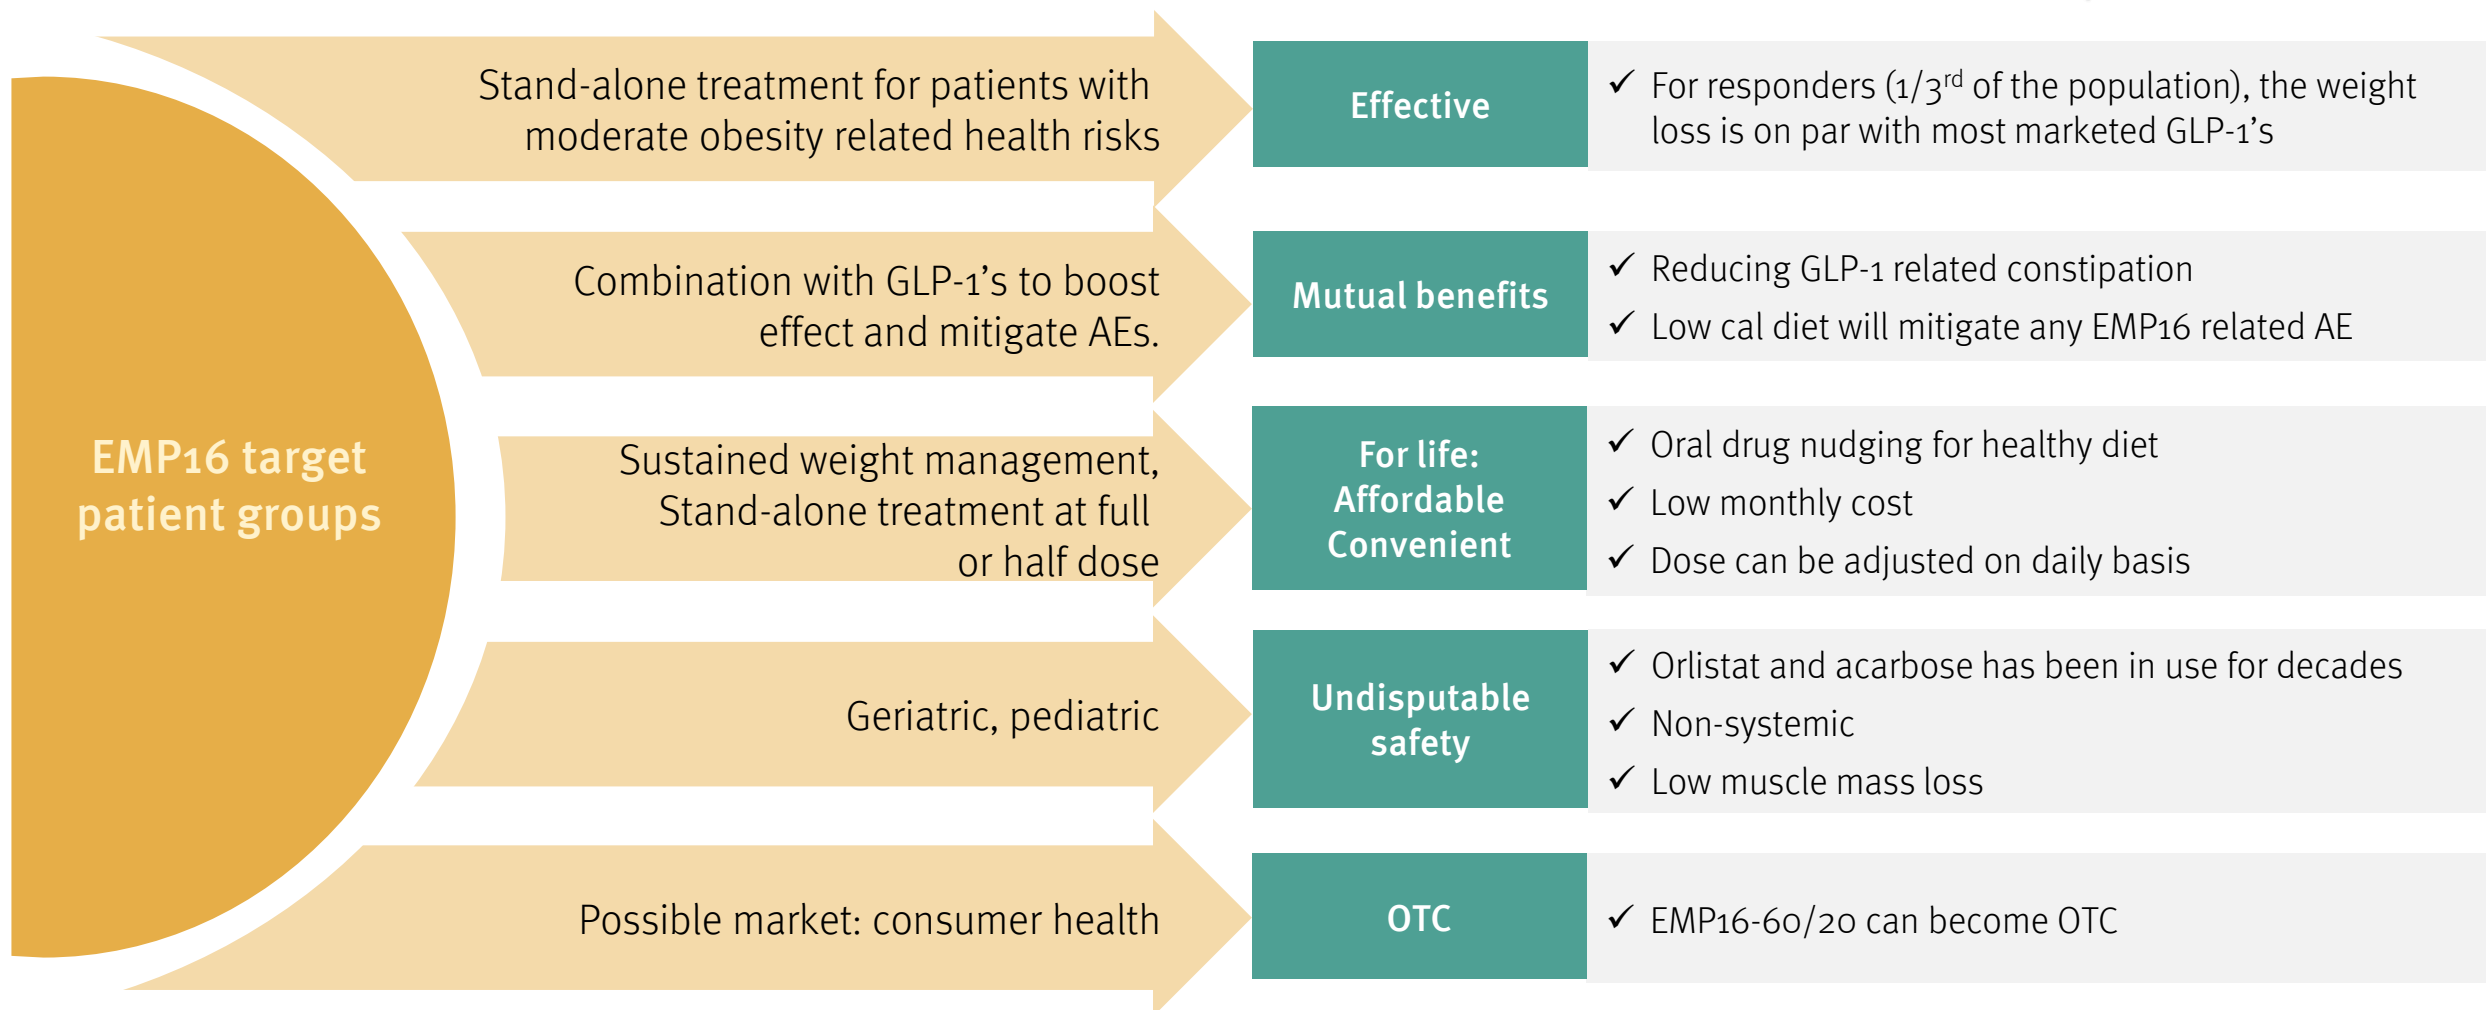 EMP16 target
patient groups
Stand-alone treatment for patients with
moderate obesity related health risks
Effective
✓ For responders (1/3rd of the population), the weight
loss is on par with most marketed GLP-1’s
Combination with GLP-1’s to boost
effect and mitigate AEs.
Mutual benefits
✓ Reducing GLP-1 related constipation
✓ Low cal diet will mitigate any EMP16 related AE
Sustained weight management,
Stand-alone treatment at full
or half dose
For life:
Affordable
Convenient
✓ Oral drug nudging for healthy diet
✓ Low monthly cost
✓ Dose can be adjusted on daily basis
Geriatric, pediatric
Undisputable
safety
✓ Orlistat and acarbose has been in use for decades
✓ Non-systemic
✓ Low muscle mass loss
Possible market: consumer health
OTC
✓ EMP16-60/20 can become OTC